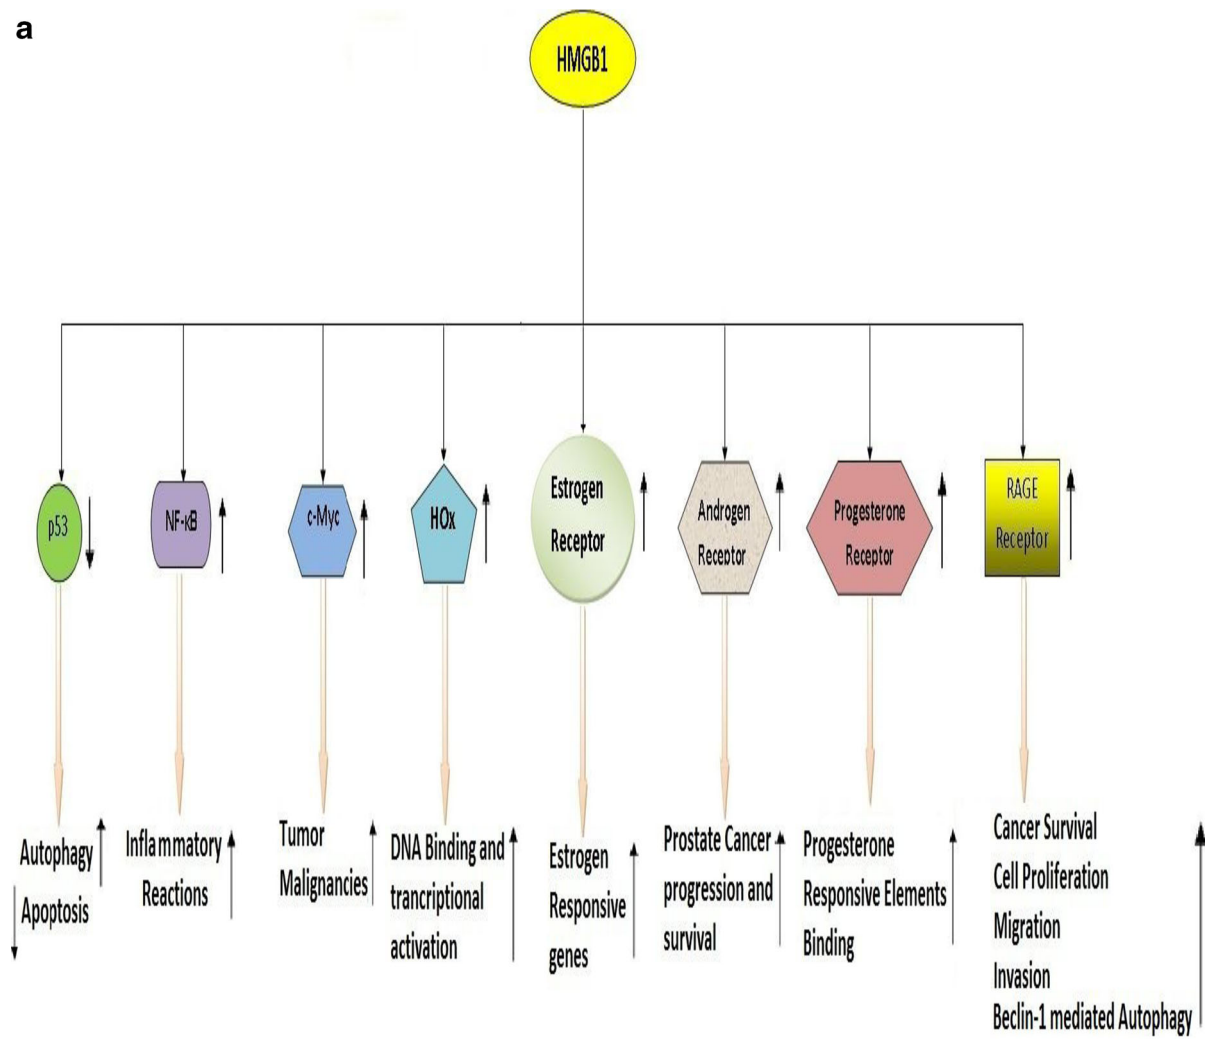 a
HMGB1
p53
NF-κB
c-Myc
HOx
Estrogen
Receptor
Androgen
Receptor
Progesterone
Receptor
RAGE
Receptor
Autophagy
Apoptosis
Inflammatory
Reactions
Tumor
Malignancies
DNA Binding and
trancriptional
activation
Estrogen
Responsive
genes
Prostate Cancer
progression and
survival
Progesterone
Responsive Elements
Binding
Cancer Survival
Cell Proliferation
Migration
Invasion
Beclin-1 mediated Autophagy